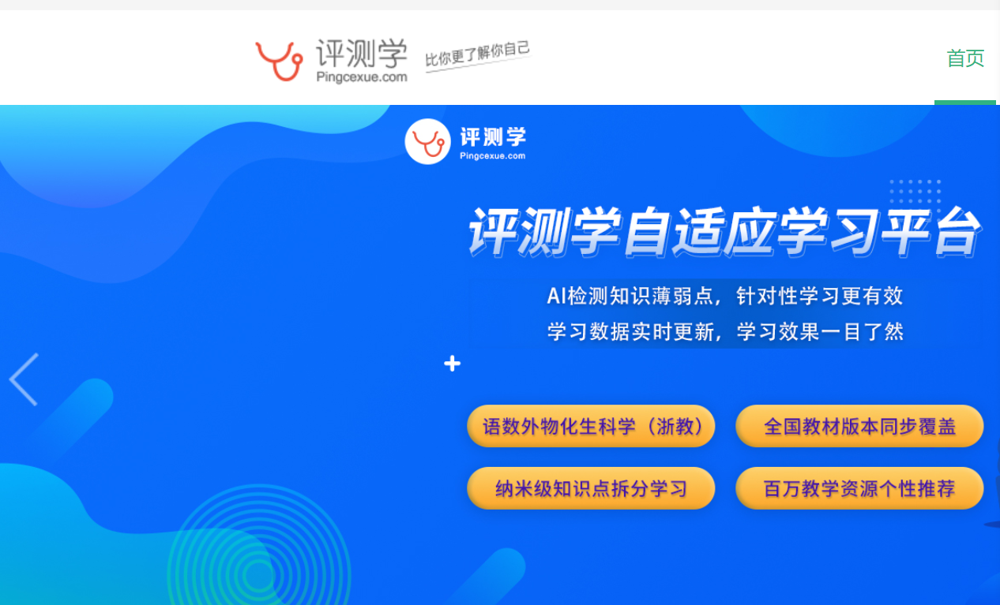 评测学
Pingcexue.com
比你更了解你自己
首页
评测学
Pingcexue.com
评测学自适应学习平台
AI检测知识薄弱点，针对性学习更有效
学习数据实时更新，学习效果一目了然
语数外物化生科学（浙教）
全国教材版本同步覆盖
纳米级知识点拆分学习
百万教学资源个性推荐